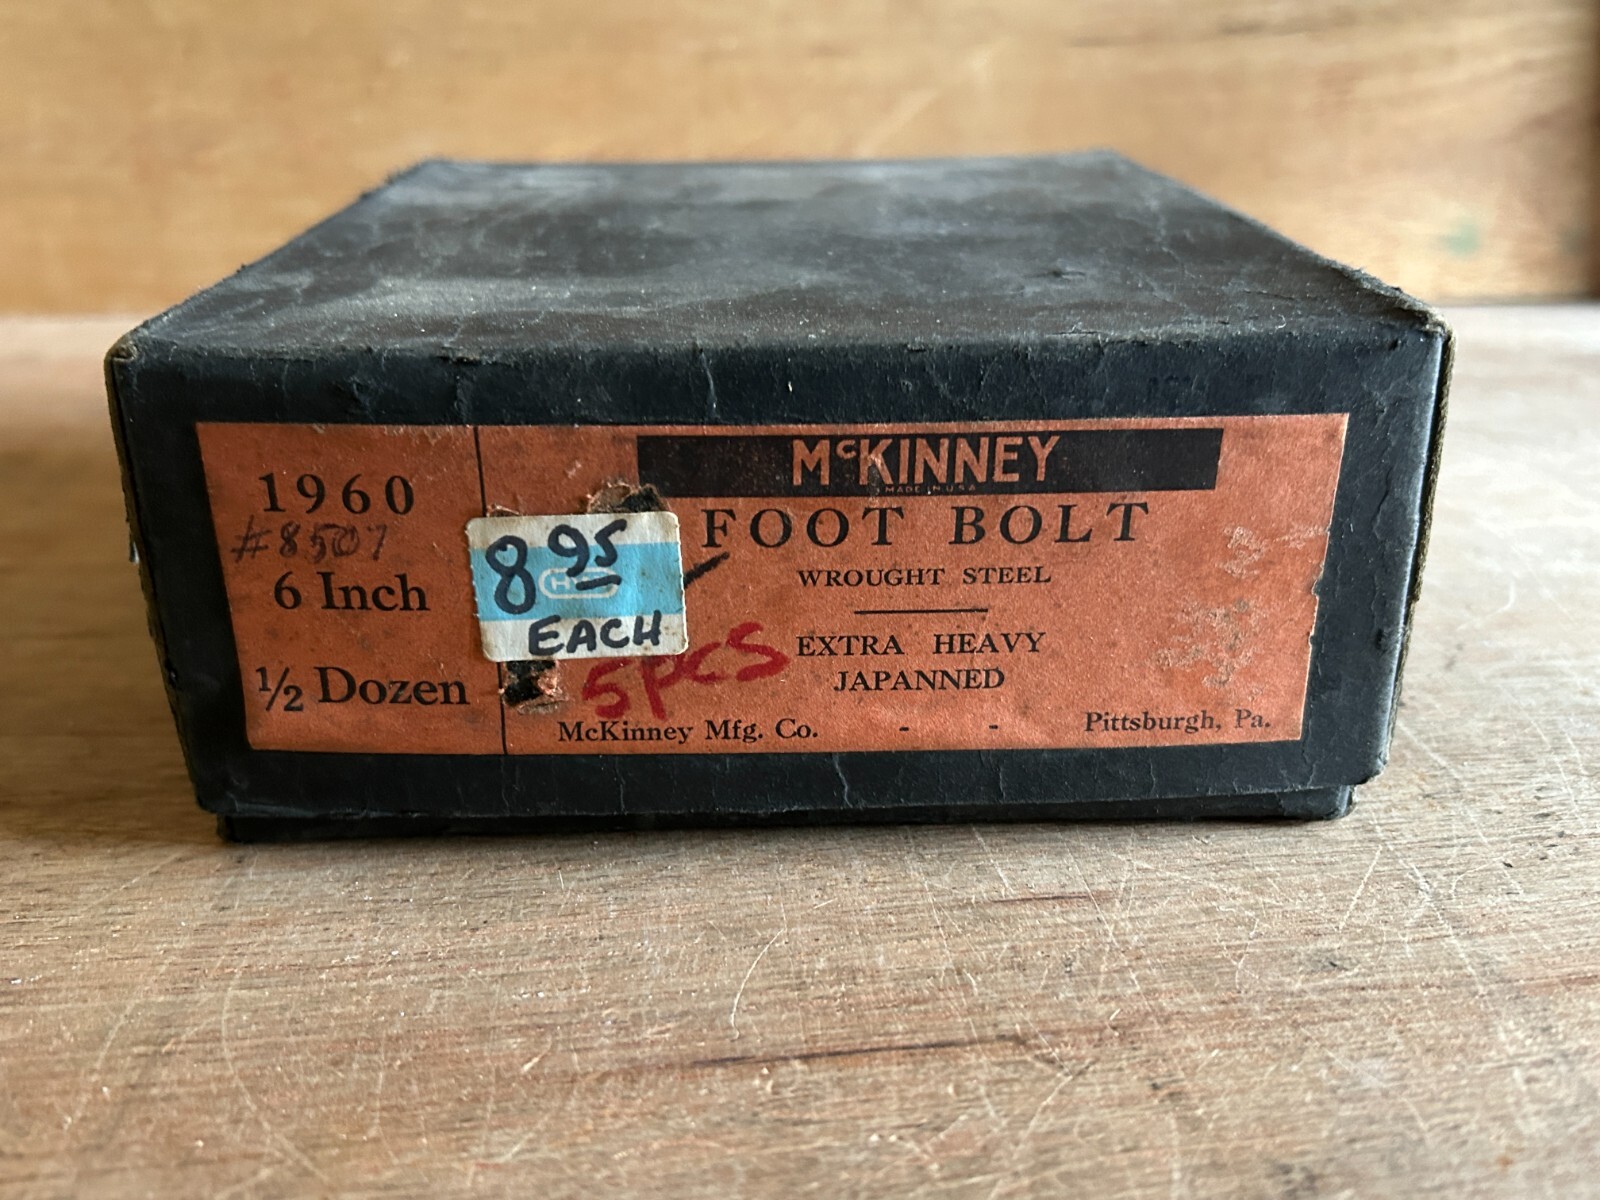 McKINNEY
MADE IN U.S.A.
1960
#8507
6 Inch
1/2 Dozen
8 95
EACH
5pcs
FOOT BOLT
WROUGHT STEEL
EXTRA HEAVY
JAPANNED
McKinney Mfg. Co. - - Pittsburgh, Pa.